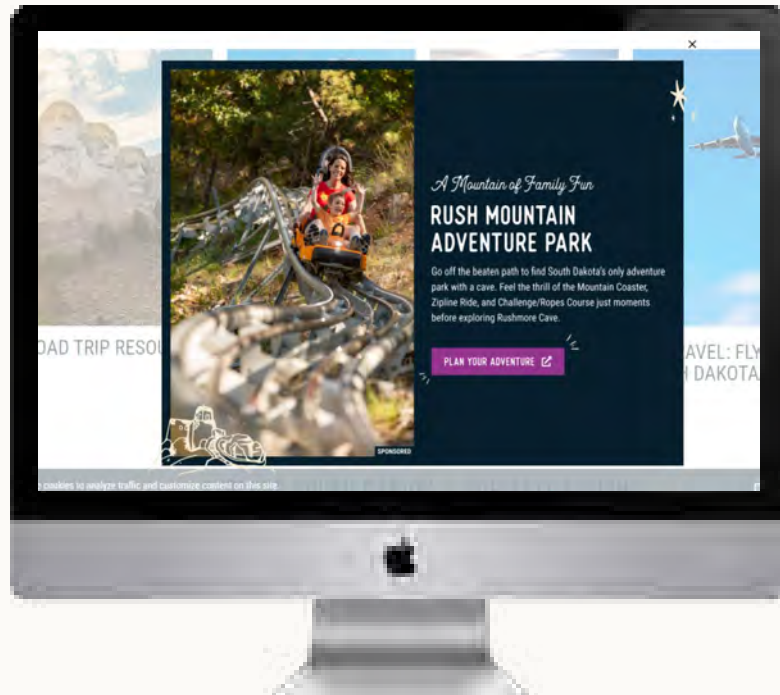 ×
A Mountain of Family Fun
RUSH MOUNTAIN
ADVENTURE PARK
Go off the beaten path to find South Dakota's only adventure
park with a cave. Feel the thrill of the Mountain Coaster,
Zipline Ride, and Challenge/Ropes Course just moments
before exploring Rushmore Cave.
PLAN YOUR ADVENTURE
SPONSORED
OAD TRIP RESOU
AVEL: FLY
H DAKOTA
cookies to analyze traffic and customize content on this site.